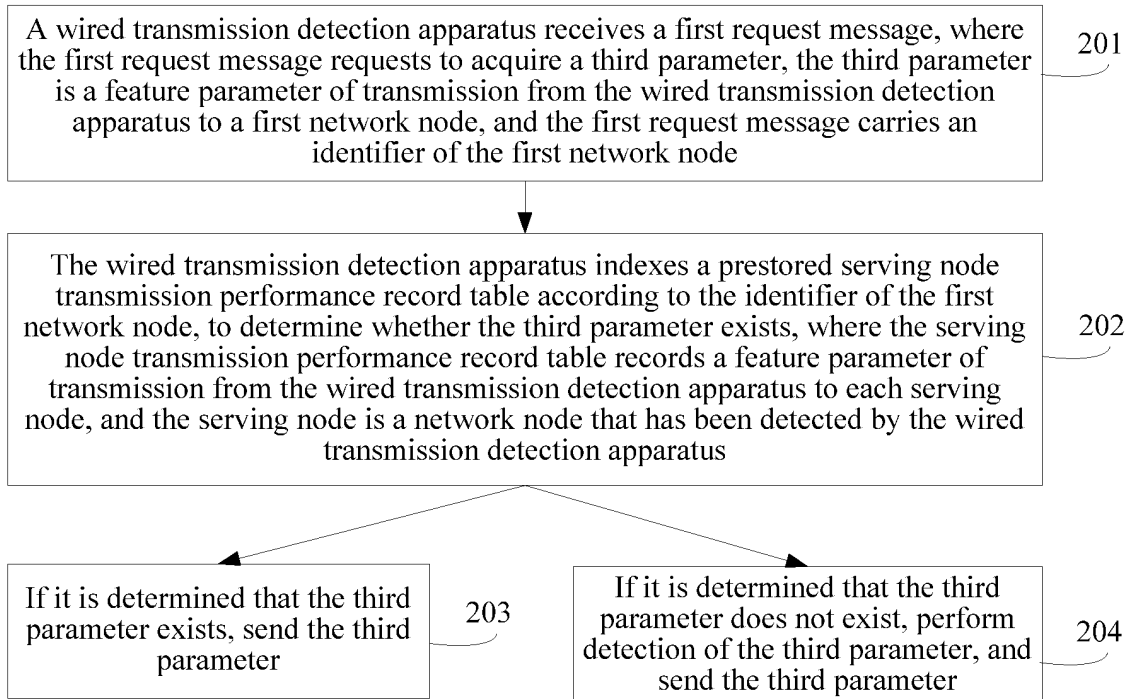 A wired transmission detection apparatus receives a first request message, where
the first request message requests to acquire a third parameter, the third parameter
is a feature parameter of transmission from the wired transmission detection
apparatus to a first network node, and the first request message carries an
identifier of the first network node
201
The wired transmission detection apparatus indexes a prestored serving node
transmission performance record table according to the identifier of the first
network node, to determine whether the third parameter exists, where the serving
node transmission performance record table records a feature parameter of
transmission from the wired transmission detection apparatus to each serving
node, and the serving node is a network node that has been detected by the wired
transmission detection apparatus
202
If it is determined that the third
parameter exists, send the third
parameter
203
If it is determined that the third
parameter does not exist, perform
detection of the third parameter, and
send the third parameter
204